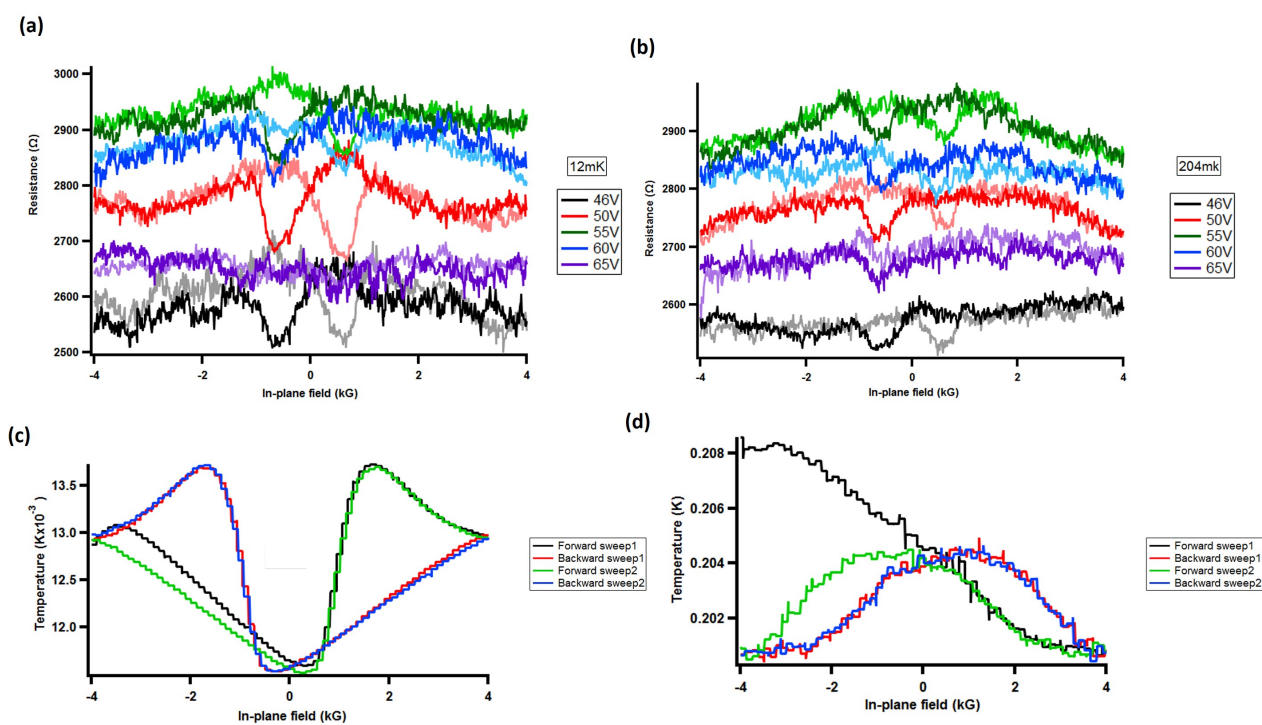 (a)
3000
2900
2800
2700
2600
2500
Resistance (Ω)
-4
-2
0
2
4
In-plane field (kG)
12mK
46V
50V
55V
60V
65V
(b)
2900
2800
2700
2600
Resistance (Ω)
-4
-2
0
2
4
In-plane field (kG)
204mk
46V
50V
55V
60V
65V
(c)
13.5
13.0
12.5
12.0
Temperature (Kx10⁻³ )
-4
-2
0
2
4
In-plane field (kG)
Forward sweep1
Backward sweep1
Forward sweep2
Backward sweep2
(d)
0.208
0.206
0.204
0.202
Temperature (K)
-4
-2
0
2
4
In-plane field (kG)
Forward sweep1
Backward sweep1
Forward sweep2
Backward sweep2